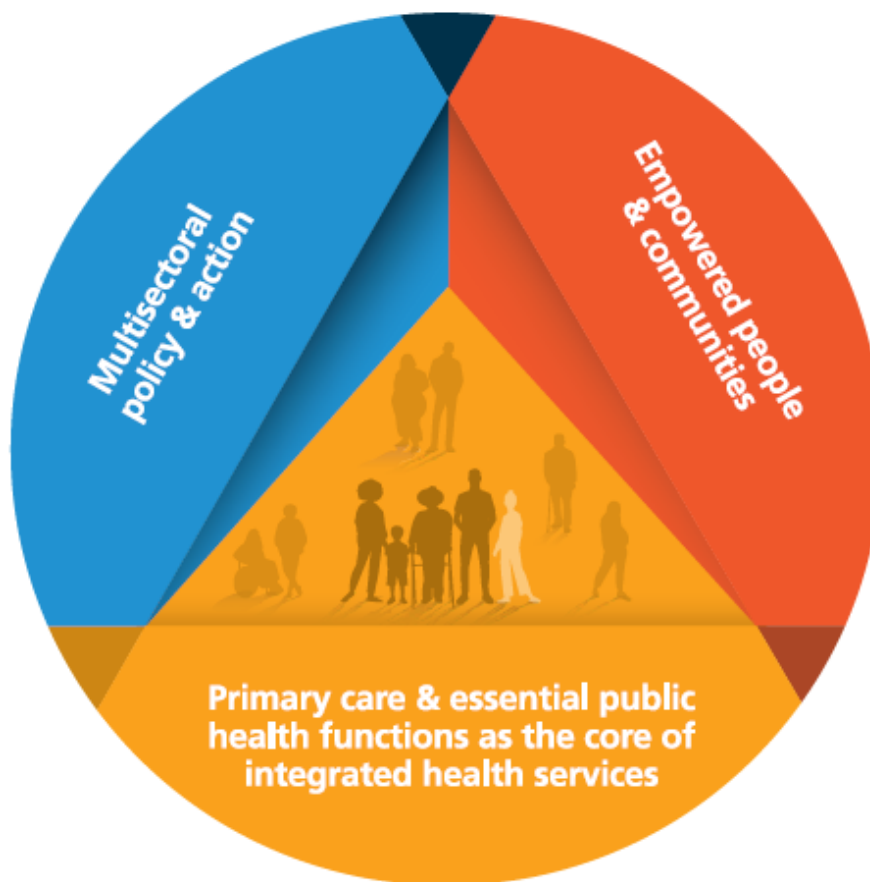 Multisectoral
policy & action
Empowered people
& communities
Primary care & essential public
health functions as the core of
integrated health services